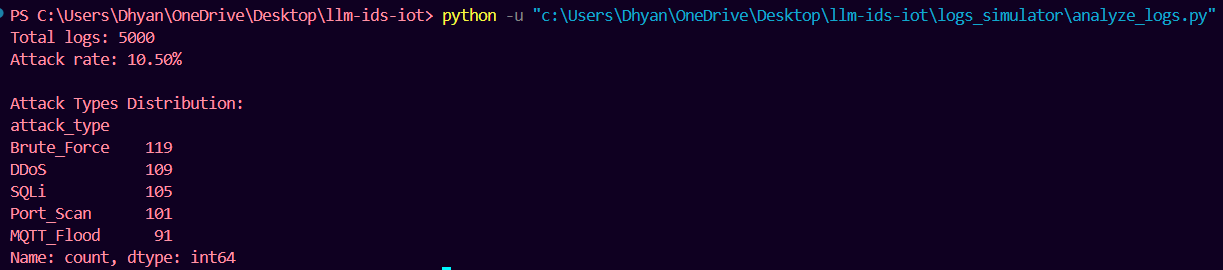 PS C:\Users\Dhyan\OneDrive\Desktop\llm-ids-iot> python -u "c:\Users\Dhyan\OneDrive\Desktop\llm-ids-iot\logs_simulator\analyze_logs.py"
Total logs: 5000
Attack rate: 10.50%

Attack Types Distribution:
attack_type
Brute_Force    119
DDoS           109
SQLi           105
Port_Scan      101
MQTT_Flood      91
Name: count, dtype: int64